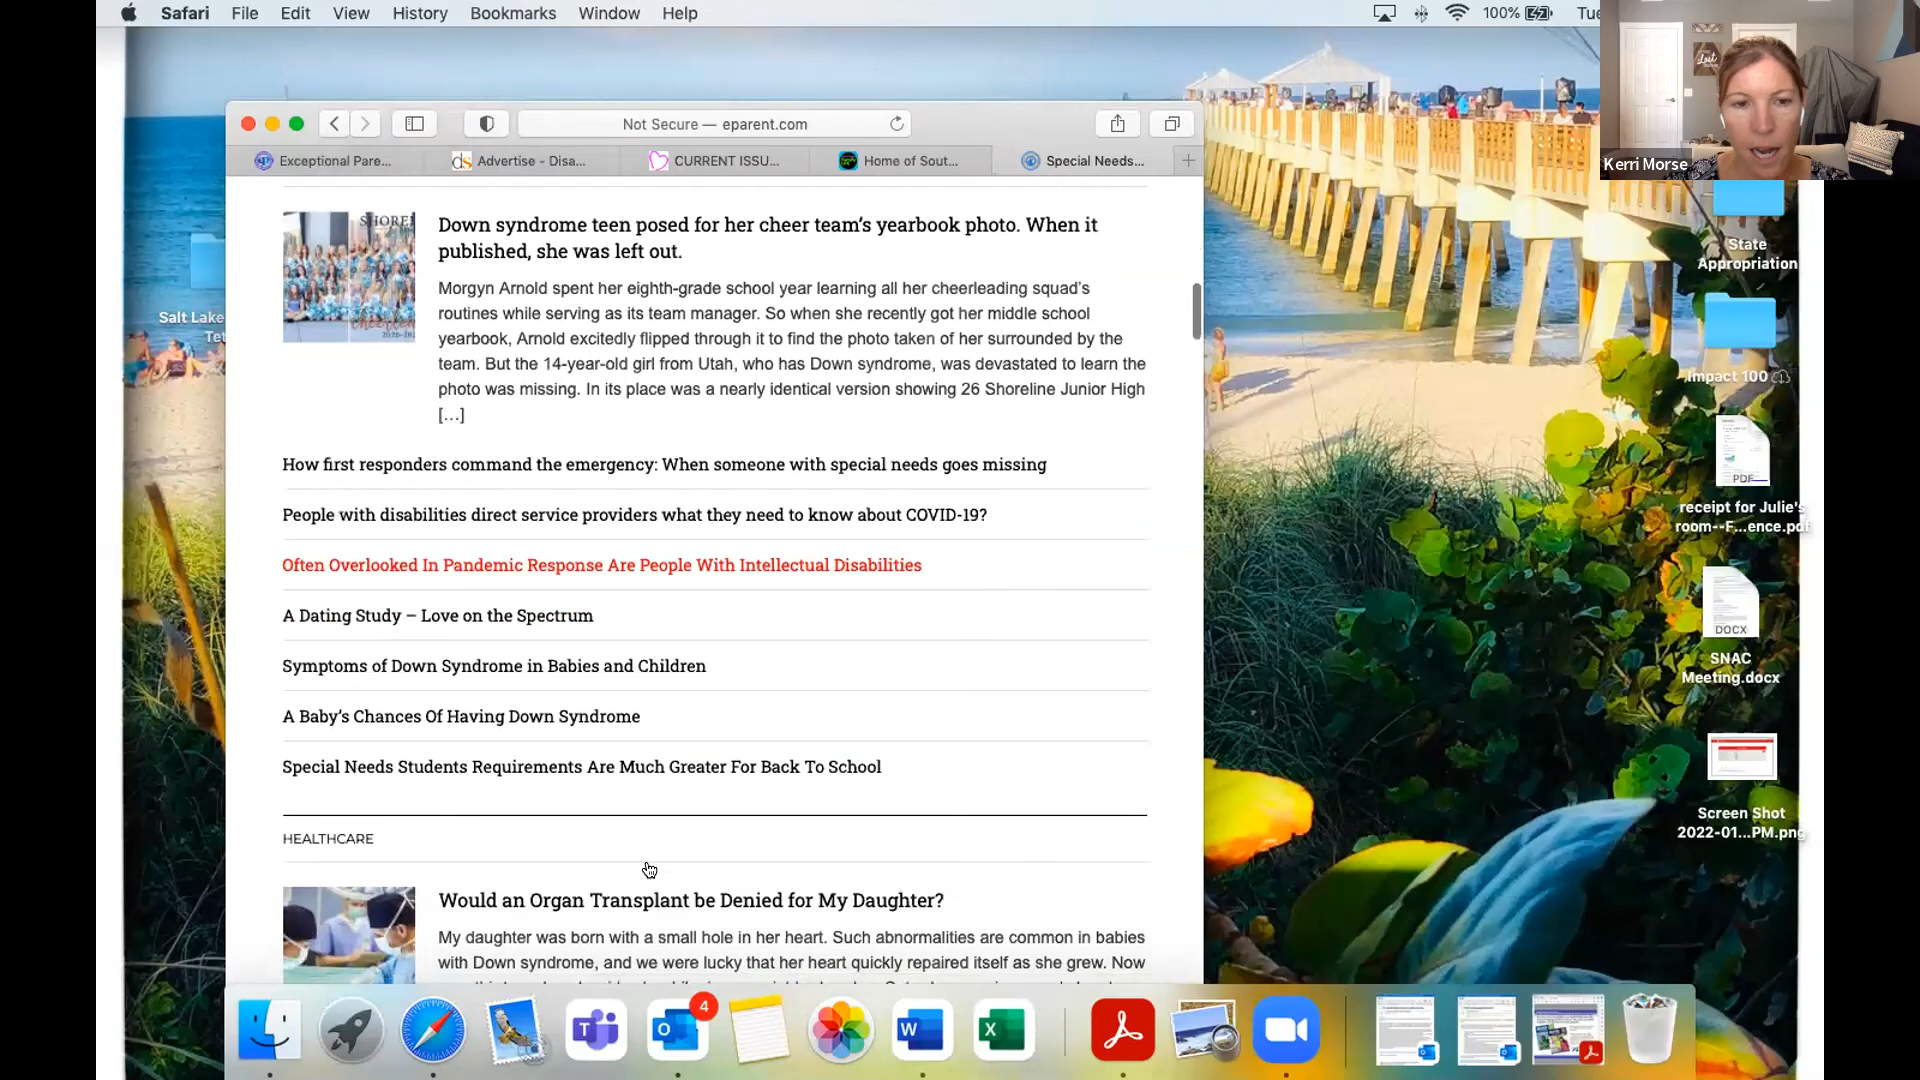 Safari File Edit View History Bookmarks Window Help
100%
Tue
Kerri Morse
Not Secure — eparent.com
Exceptional Pare...
ds Advertise - Disa...
CURRENT ISSU...
Home of Sout...
Special Needs...
SHORE
Down syndrome teen posed for her cheer team’s yearbook photo. When it
published, she was left out.
Morgyn Arnold spent her eighth-grade school year learning all her cheerleading squad’s
routines while serving as its team manager. So when she recently got her middle school
yearbook, Arnold excitedly flipped through it to find the photo taken of her surrounded by the
team. But the 14-year-old girl from Utah, who has Down syndrome, was devastated to learn the
photo was missing. In its place was a nearly identical version showing 26 Shoreline Junior High
[…]
How first responders command the emergency: When someone with special needs goes missing
People with disabilities direct service providers what they need to know about COVID-19?
Often Overlooked In Pandemic Response Are People With Intellectual Disabilities
A Dating Study – Love on the Spectrum
Symptoms of Down Syndrome in Babies and Children
A Baby’s Chances Of Having Down Syndrome
Special Needs Students Requirements Are Much Greater For Back To School
HEALTHCARE
Would an Organ Transplant be Denied for My Daughter?
My daughter was born with a small hole in her heart. Such abnormalities are common in babies
with Down syndrome, and we were lucky that her heart quickly repaired itself as she grew. Now
Salt Lake
Tet
State
Appropriation
Impact 100
PDF
receipt for Julie's
room--F...ence.pdf
DOCX
SNAC
Meeting.docx
Screen Shot
2022-01...PM.png
4